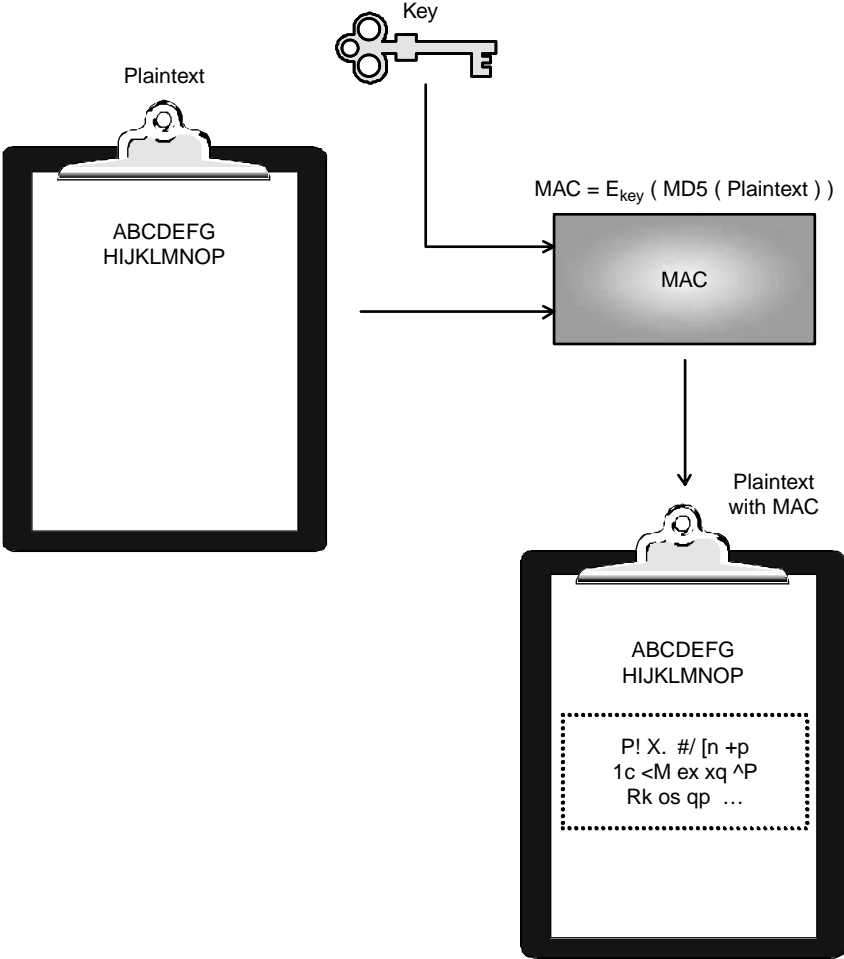 Key
Plaintext
ABCDEFG
HIJKLMNOP
MAC = Ekey ( MD5 ( Plaintext ) )
MAC
Plaintext
with MAC
ABCDEFG
HIJKLMNOP
P! X. #/ [n +p
1c <M ex xq ^P
Rk os qp …